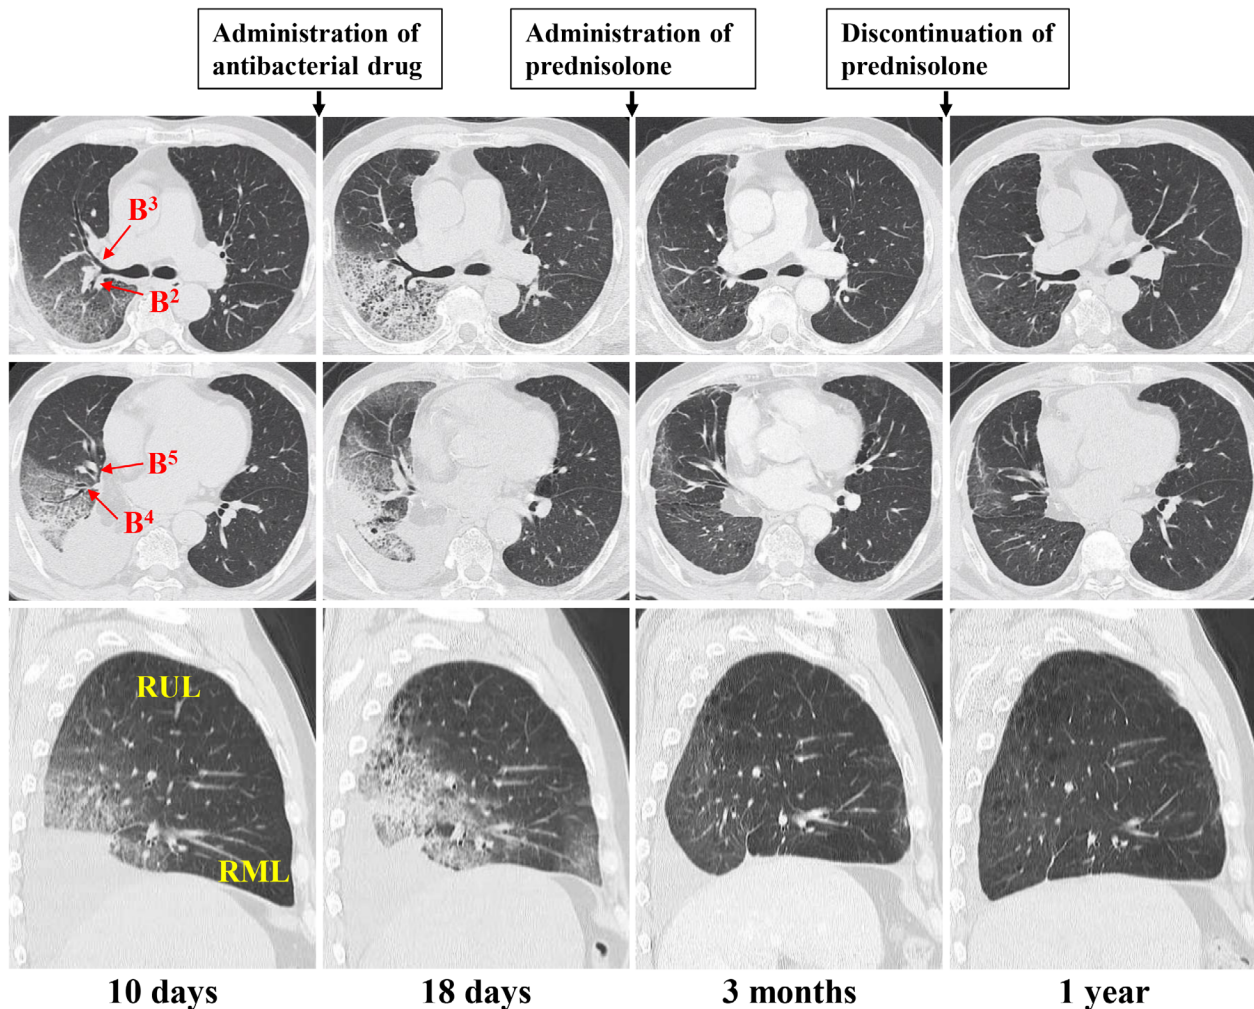 Administration of
antibacterial drug
Administration of
prednisolone
Discontinuation of
prednisolone
B³
B²
B⁵
B⁴
RUL
RML
10 days
18 days
3 months
1 year